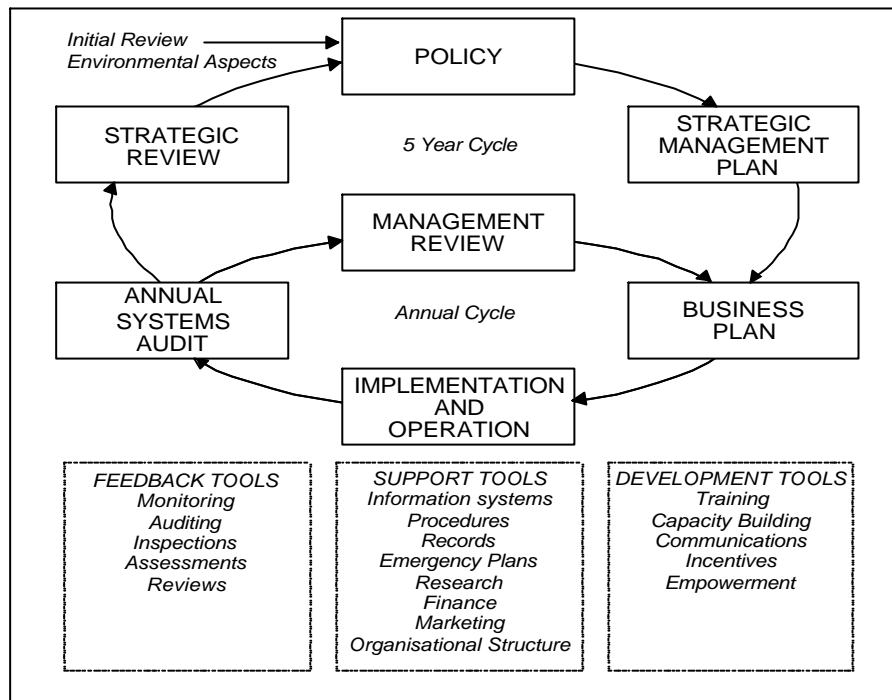 Initial Review
Environmental Aspects
POLICY
STRATEGIC
REVIEW
5 Year Cycle
STRATEGIC
MANAGEMENT
PLAN
MANAGEMENT
REVIEW
ANNUAL
SYSTEMS
AUDIT
Annual Cycle
BUSINESS
PLAN
IMPLEMENTATION
AND
OPERATION
FEEDBACK TOOLS
Monitoring
Auditing
Inspections
Assessments
Reviews
SUPPORT TOOLS
Information systems
Procedures
Records
Emergency Plans
Research
Finance
Marketing
Organisational Structure
DEVELOPMENT TOOLS
Training
Capacity Building
Communications
Incentives
Empowerment